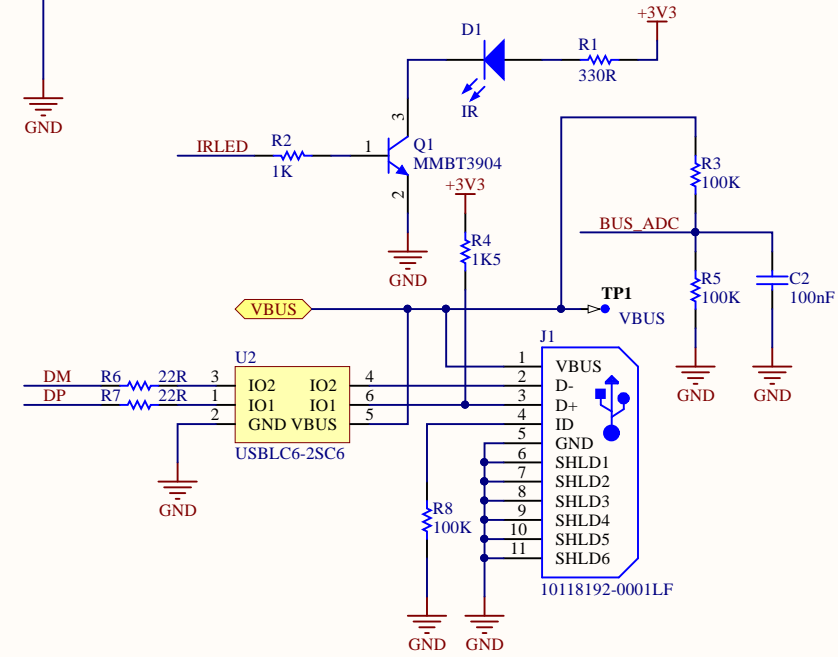 +3V3
D1
R1
330R
IR
GND
3
IRLED
R2
1K
1
Q1
MMBT3904
2
+3V3
R3
100K
BUS_ADC
R4
1K5
GND
R5
100K
C2
100nF
VBUS
TP1
VBUS
J1
GND
GND
U2
DM
R6
22R
3
IO2
IO2
4
DP
R7
22R
1
IO1
IO1
6
2
GND
VBUS
5
USBLC6-2SC6
GND
1
VBUS
2
D-
3
D+
4
ID
5
GND
6
SHLD1
7
SHLD2
8
SHLD3
9
SHLD4
10
SHLD5
11
SHLD6
R8
100K
10118192-0001LF
GND
GND